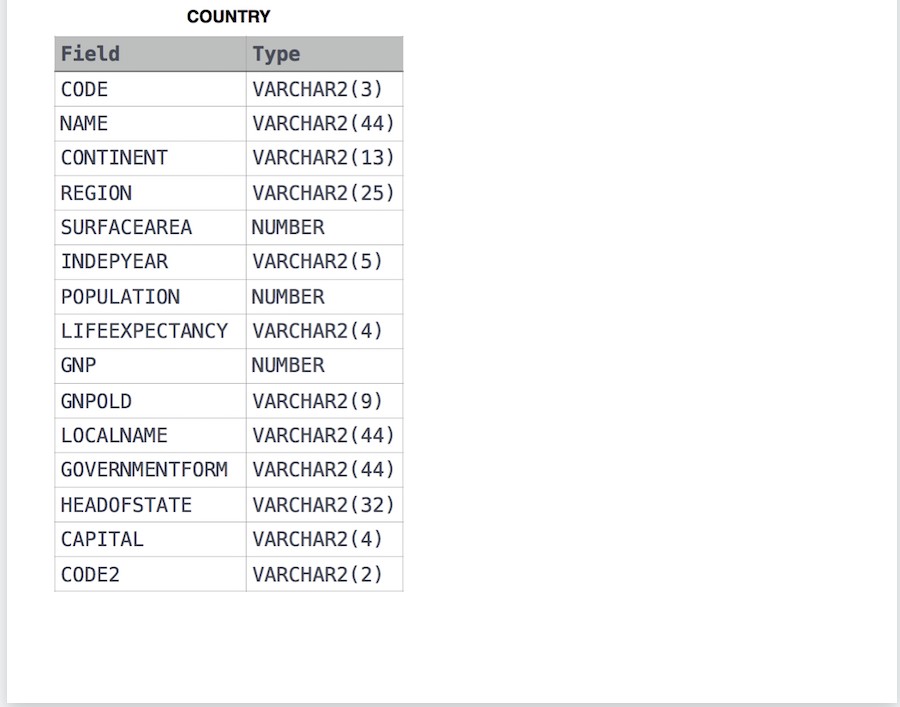 COUNTRY
Field Type
CODE VARCHAR2(3)
NAME VARCHAR2(44)
CONTINENT VARCHAR2(13)
REGION VARCHAR2(25)
SURFACEAREA NUMBER
INDEPYEAR VARCHAR2(5)
POPULATION NUMBER
LIFEEXPECTANCY VARCHAR2(4)
GNP NUMBER
GNPOLD VARCHAR2(9)
LOCALNAME VARCHAR2(44)
GOVERNMENTFORM VARCHAR2(44)
HEADOFSTATE VARCHAR2(32)
CAPITAL VARCHAR2(4)
CODE2 VARCHAR2(2)